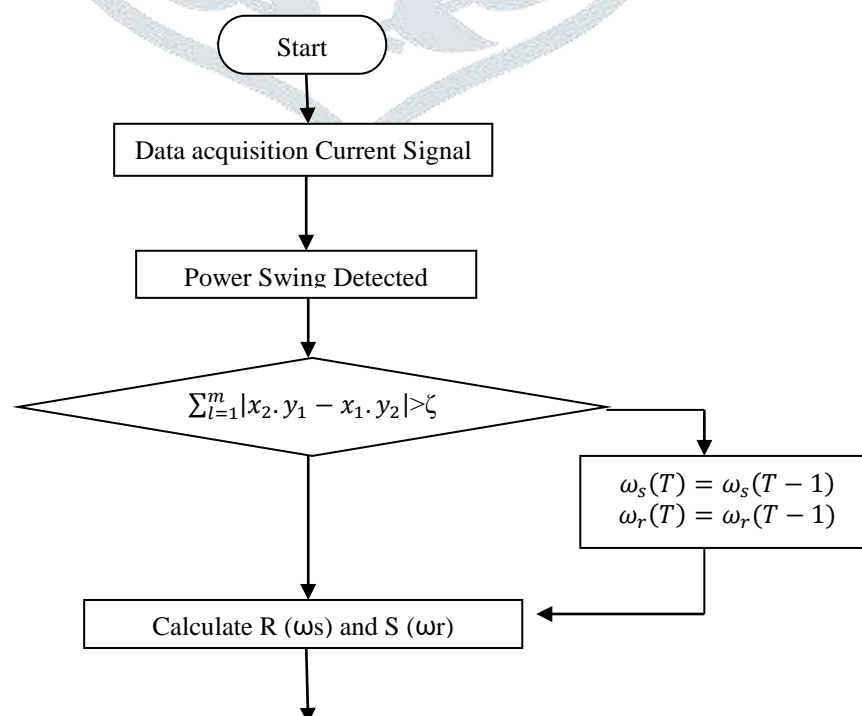 Start
Data acquisition Current Signal
Power Swing Detected
∑_{l=1}^{m}|x₂. y₁ − x₁. y₂|>ζ
ω_s(T) = ω_s(T − 1)
ω_r(T) = ω_r(T − 1)
Calculate R (ωs) and S (ωr)